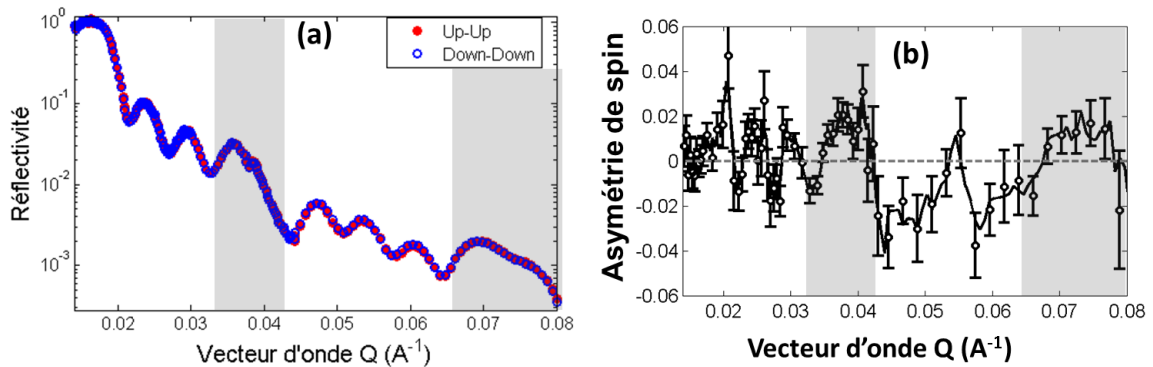 (a)
Up-Up
Down-Down
Réflectivité
10⁰
10⁻¹
10⁻²
10⁻³
0.02 0.03 0.04 0.05 0.06 0.07 0.08
Vecteur d'onde Q (A⁻¹)
(b)
Asymétrie de spin
0.06
0.04
0.02
0
-0.02
-0.04
-0.06
0.02 0.03 0.04 0.05 0.06 0.07 0.08
Vecteur d’onde Q (A⁻¹)